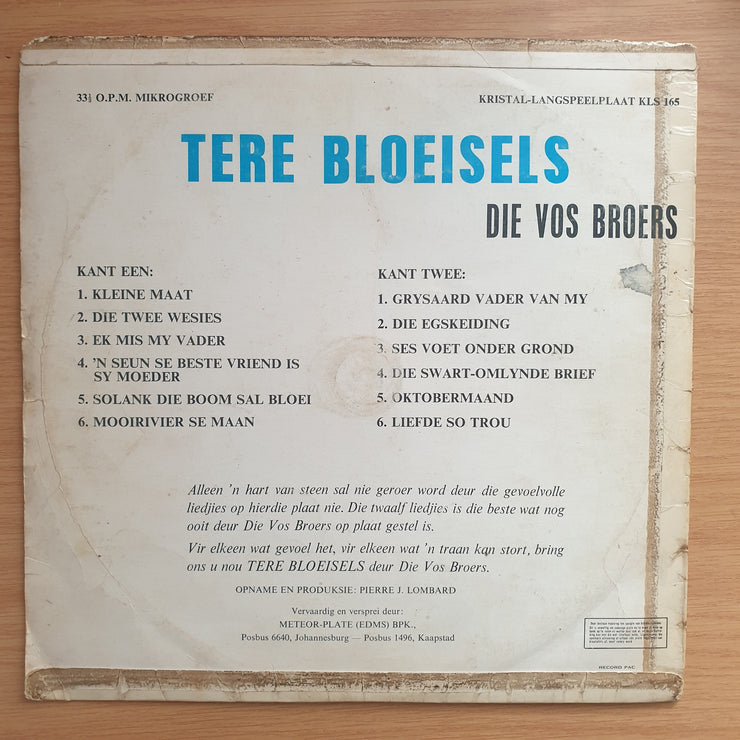 33⅓ O.P.M. MIKROGROEF
KRISTAL-LANGSPEELPLAAT KLS 165
TERE BLOEISELS
DIE VOS BROERS
KANT EEN:
1. KLEINE MAAT
2. DIE TWEE WESIES
3. EK MIS MY VADER
4. 'N SEUN SE BESTE VRIEND IS
SY MOEDER
5. SOLANK DIE BOOM SAL BLOEI
6. MOOIRIVIER SE MAAN
KANT TWEE:
1. GRYSAARD VADER VAN MY
2. DIE EGSKEIDING
3. SES VOET ONDER GROND
4. DIE SWART-OMLYNDE BRIEF
5. OKTOBERMAAND
6. LIEFDE SO TROU
Alleen 'n hart van steen sal nie geroer word deur die gevoelvolle
liedjies op hierdie plaat nie. Die twaalf liedjies is die beste wat nog
ooit deur Die Vos Broers op plaat gestel is.
Vir elkeen wat gevoel het, vir elkeen wat 'n traan kan stort, bring
ons u nou TERE BLOEISELS deur Die Vos Broers.
OPNAME EN PRODUKSIE: PIERRE J. LOMBARD
Vervaardig en versprei deur:
METEOR-PLATE (EDMS) BPK.,
Posbus 6640, Johannesburg — Posbus 1496, Kaapstad
RECORD PAC